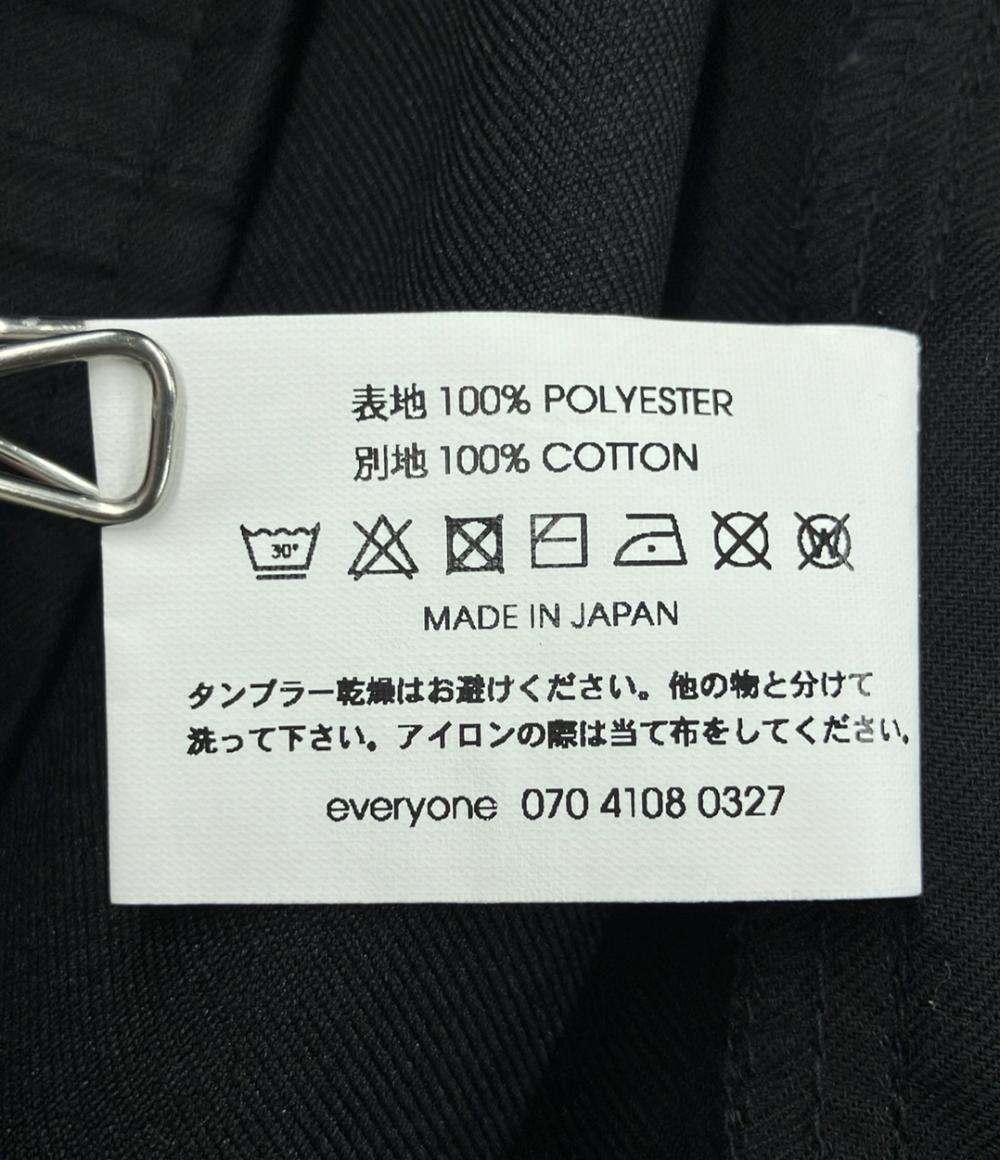 表地 100% POLYESTER
別地 100% COTTON
30°
W
MADE IN JAPAN
タンブラー乾燥はお避けください。他の物と分けて
洗って下さい。アイロンの際は当て布をしてください。
everyone 070 4108 0327